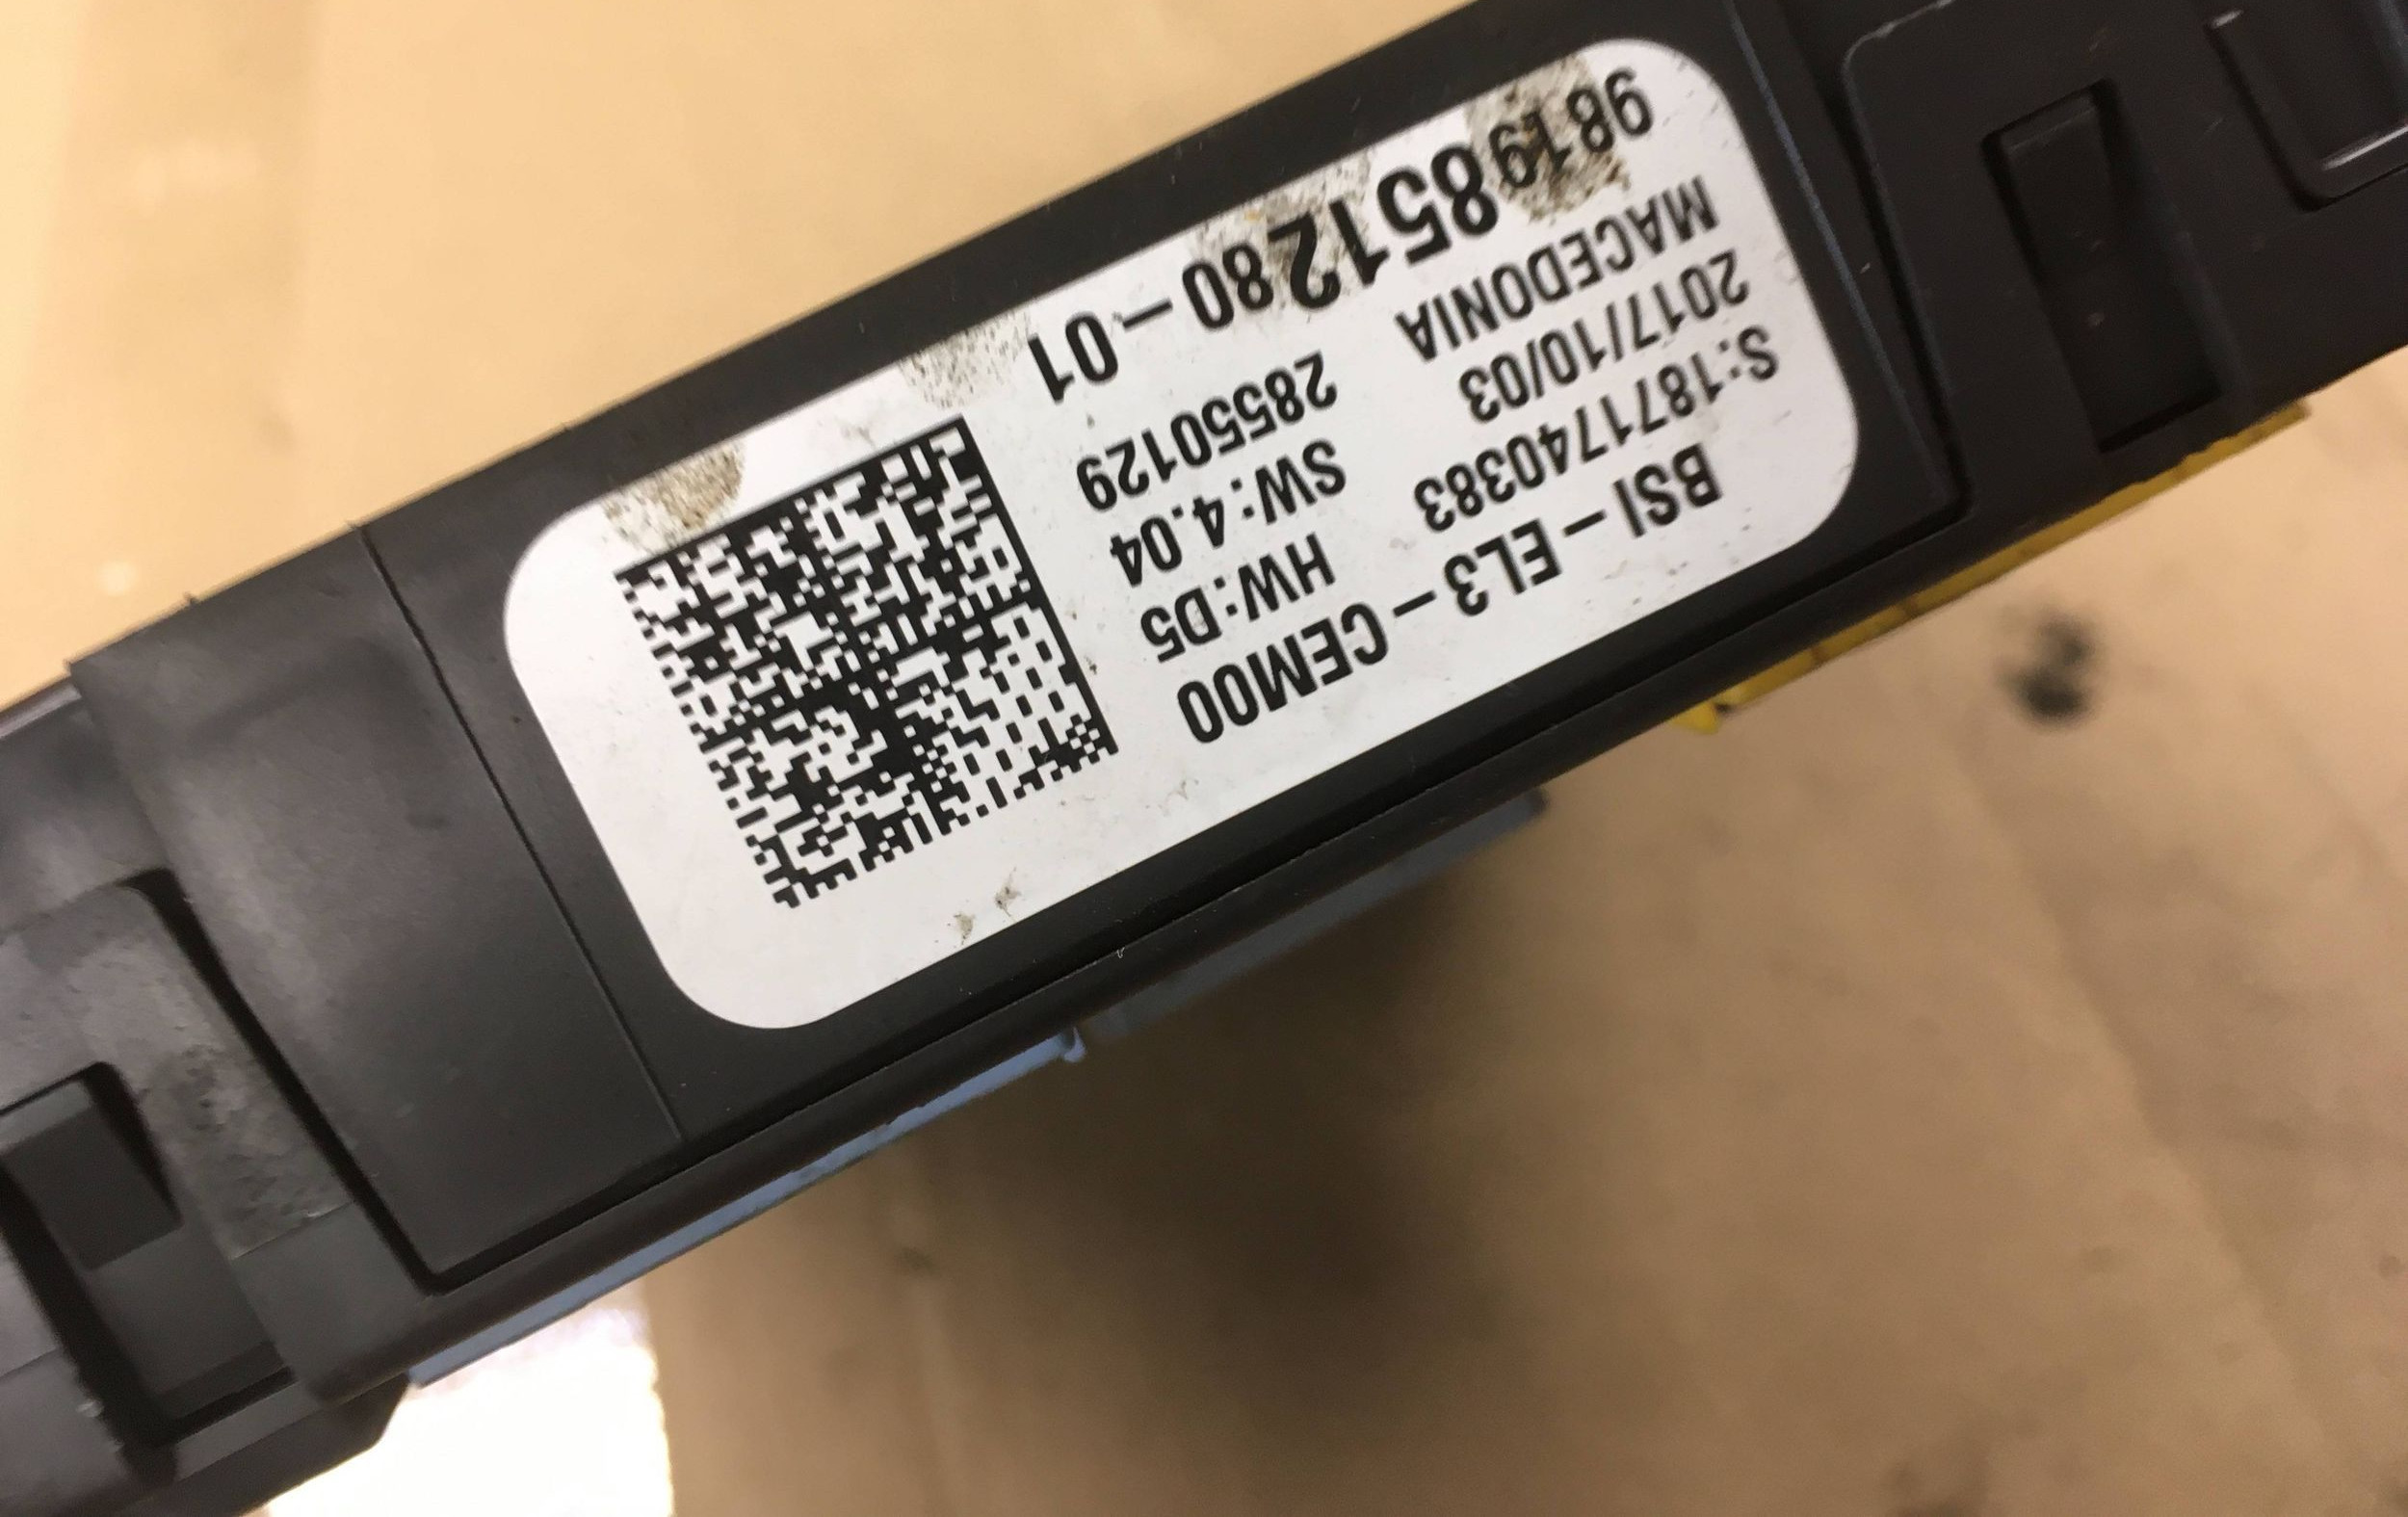 BSI – EL3 – CEM00
S:1871740383 HW:D5
2017/10/03 SW:4.04
MACEDONIA 28550129
9819851280 – 01